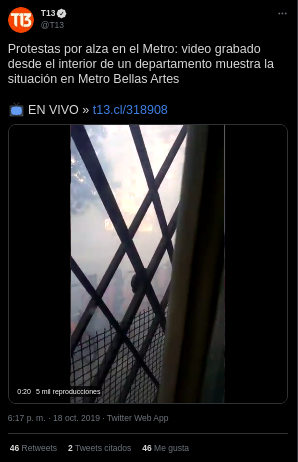 T13
T13
@T13
Protestas por alza en el Metro: video grabado
desde el interior de un departamento muestra la
situación en Metro Bellas Artes
EN VIVO » t13.cl/318908
0:20 5 mil reproducciones
6:17 p. m. · 18 oct. 2019 · Twitter Web App
46 Retweets 2 Tweets citados 46 Me gusta